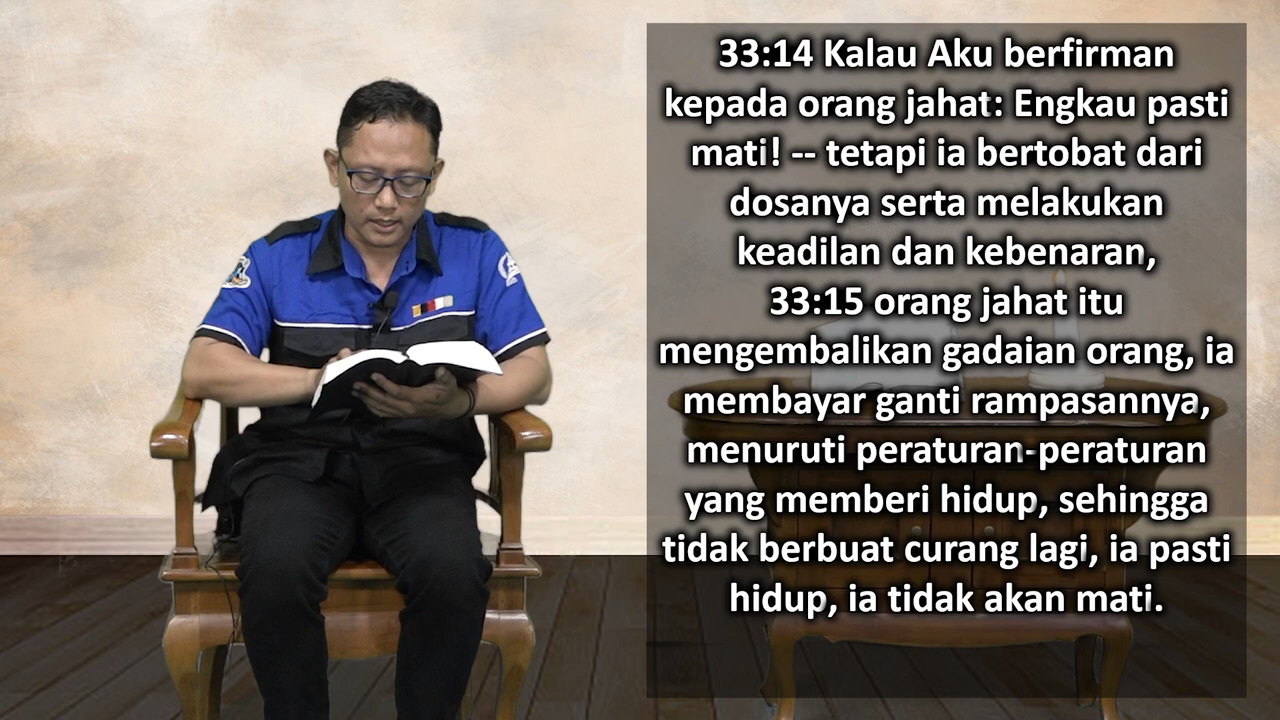 33:14 Kalau Aku berfirman
kepada orang jahat: Engkau pasti
mati! -- tetapi ia bertobat dari
dosanya serta melakukan
keadilan dan kebenaran,
33:15 orang jahat itu
mengembalikan gadaian orang, ia
membayar ganti rampasannya,
menuruti peraturan-peraturan
yang memberi hidup, sehingga
tidak berbuat curang lagi, ia pasti
hidup, ia tidak akan mati.